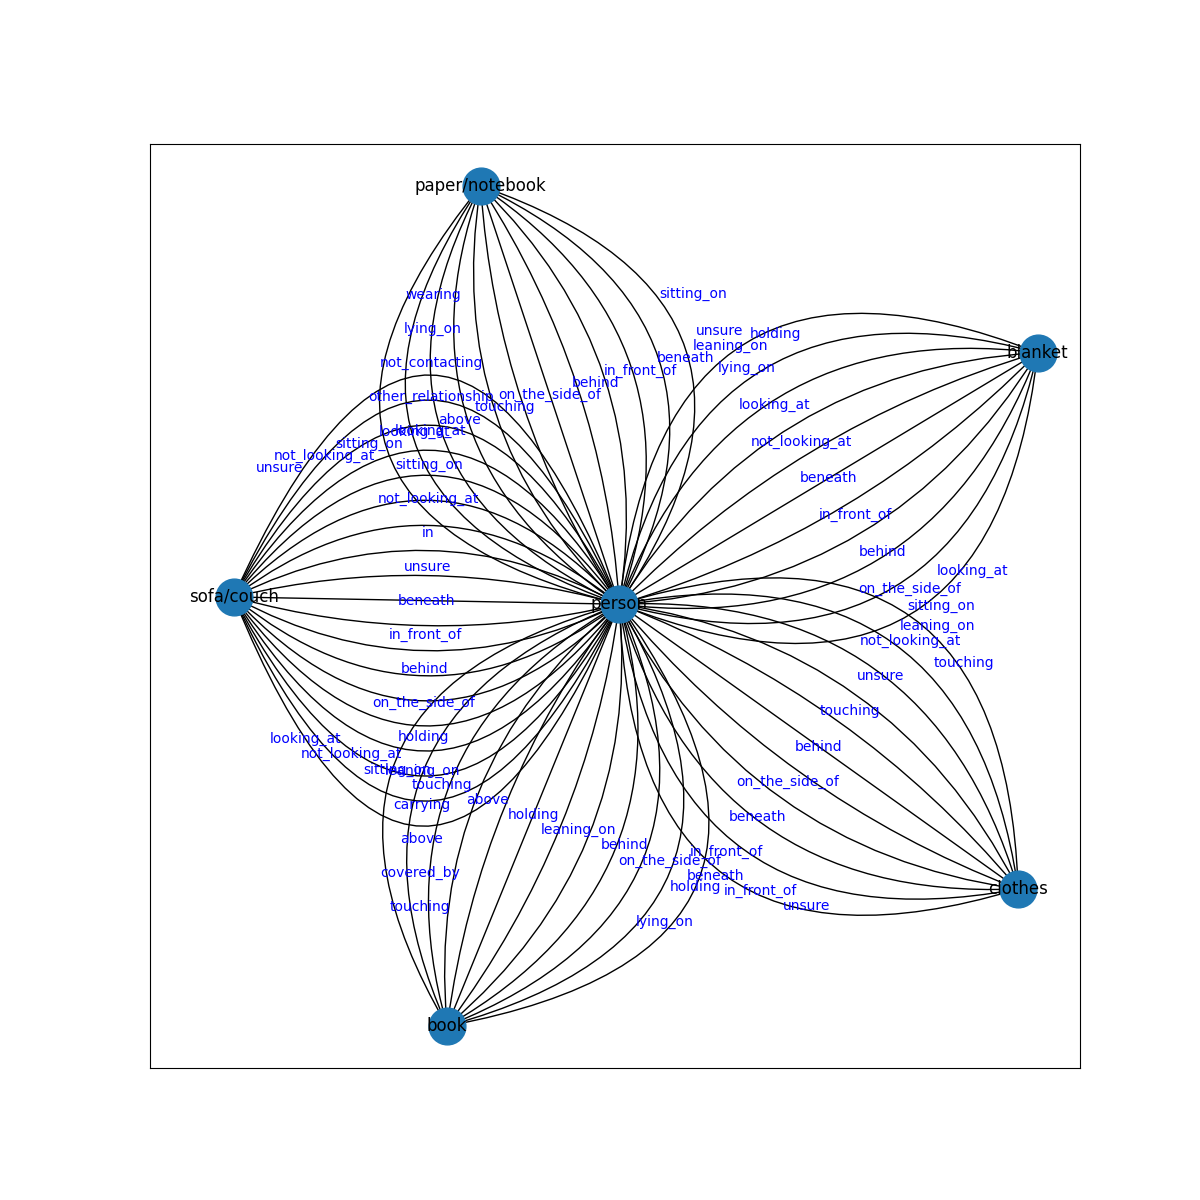 paper/notebook
sitting_on
wearing
lying_on
unsure
holding
leaning_on
blanket
beneath
not_contacting
lying_on
in_front_of
behind
other_relationship
on_the_side_of
looking_at
touching
above
looking_at
looking_at
sitting_on
not_looking_at
not_looking_at
sitting_on
unsure
beneath
not_looking_at
in_front_of
in
behind
unsure
looking_at
on_the_side_of
sofa/couch
beneath
person
sitting_on
leaning_on
in_front_of
not_looking_at
behind
touching
unsure
on_the_side_of
touching
holding
looking_at
behind
not_looking_at
sitting_on
leaning_on
on_the_side_of
touching
carrying
above
holding
beneath
leaning_on
above
behind
in_front_of
on_the_side_of
covered_by
beneath
holding
in_front_of
clothes
touching
unsure
lying_on
book